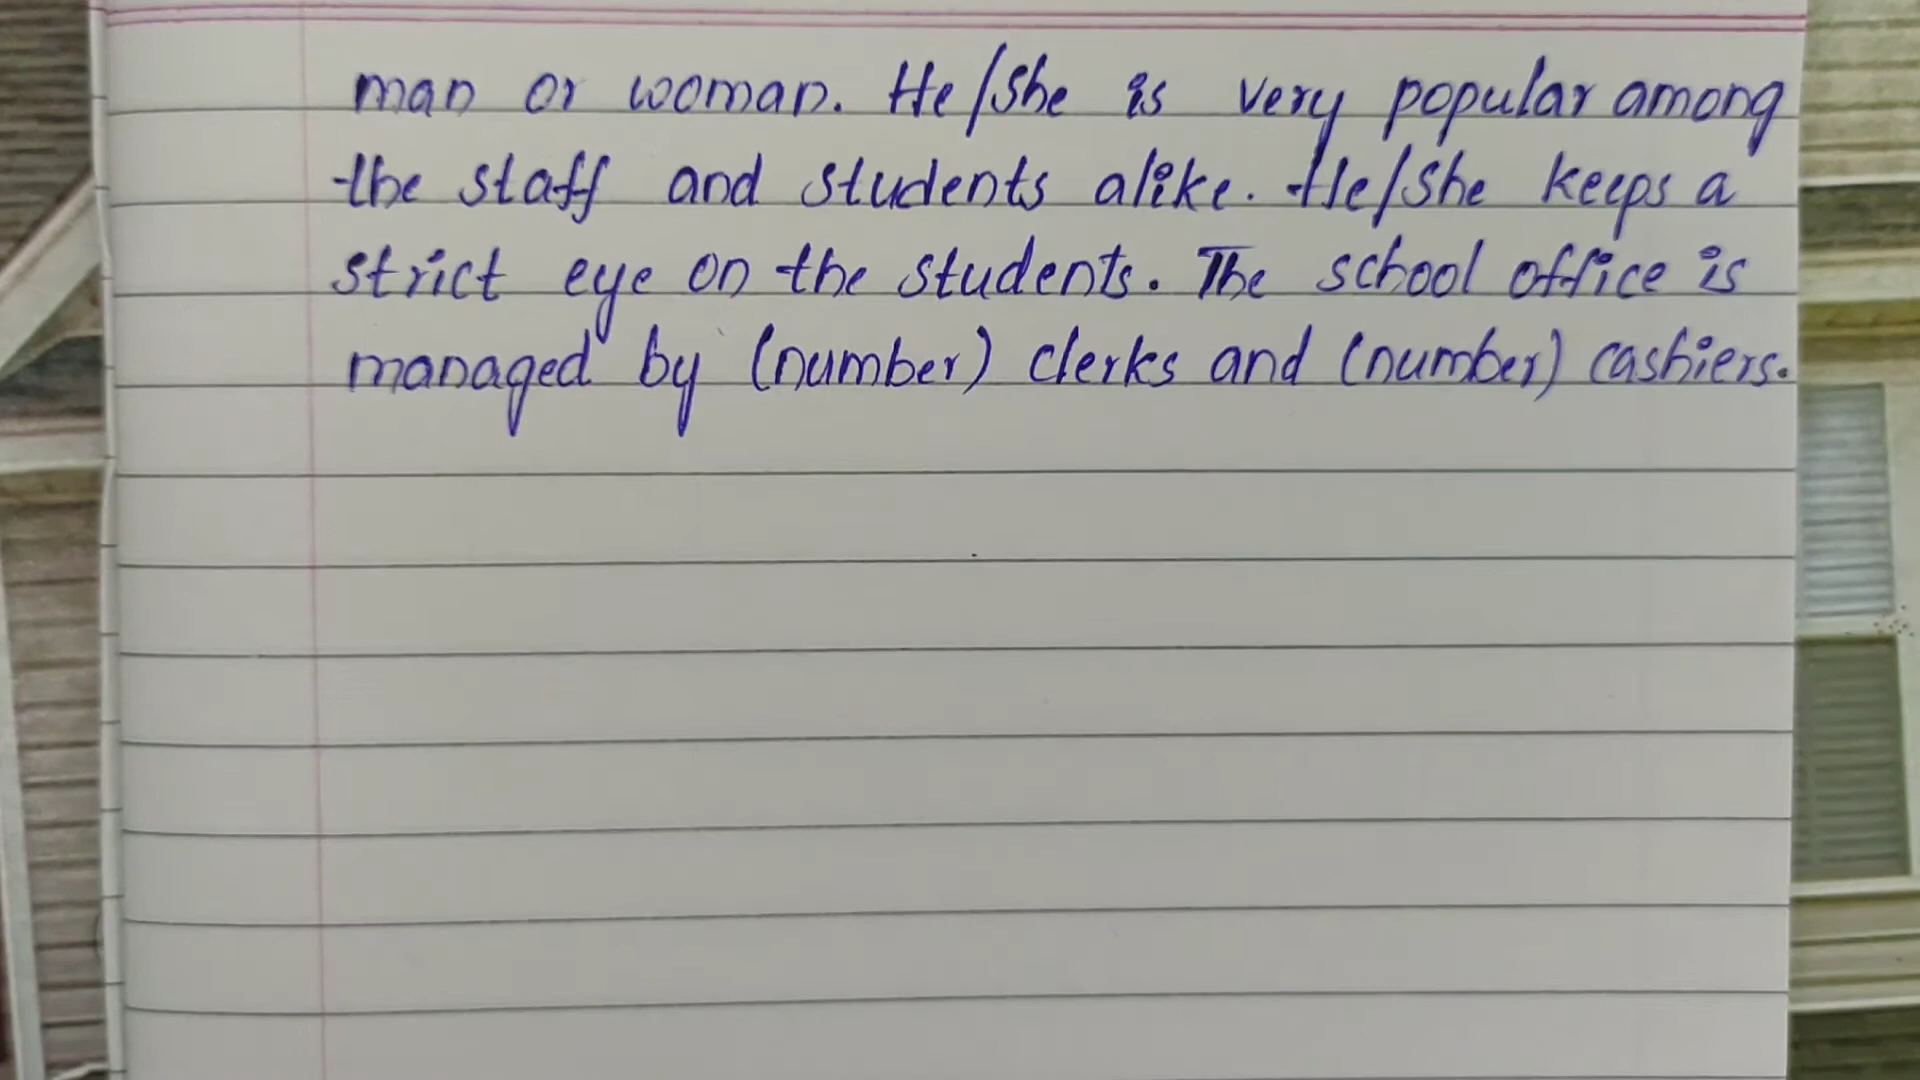 man or woman. He/She is very popular among
the staff and students alike. He/She keeps a
strict eye on the students. The school office is
managed by (number) clerks and (number) cashiers.